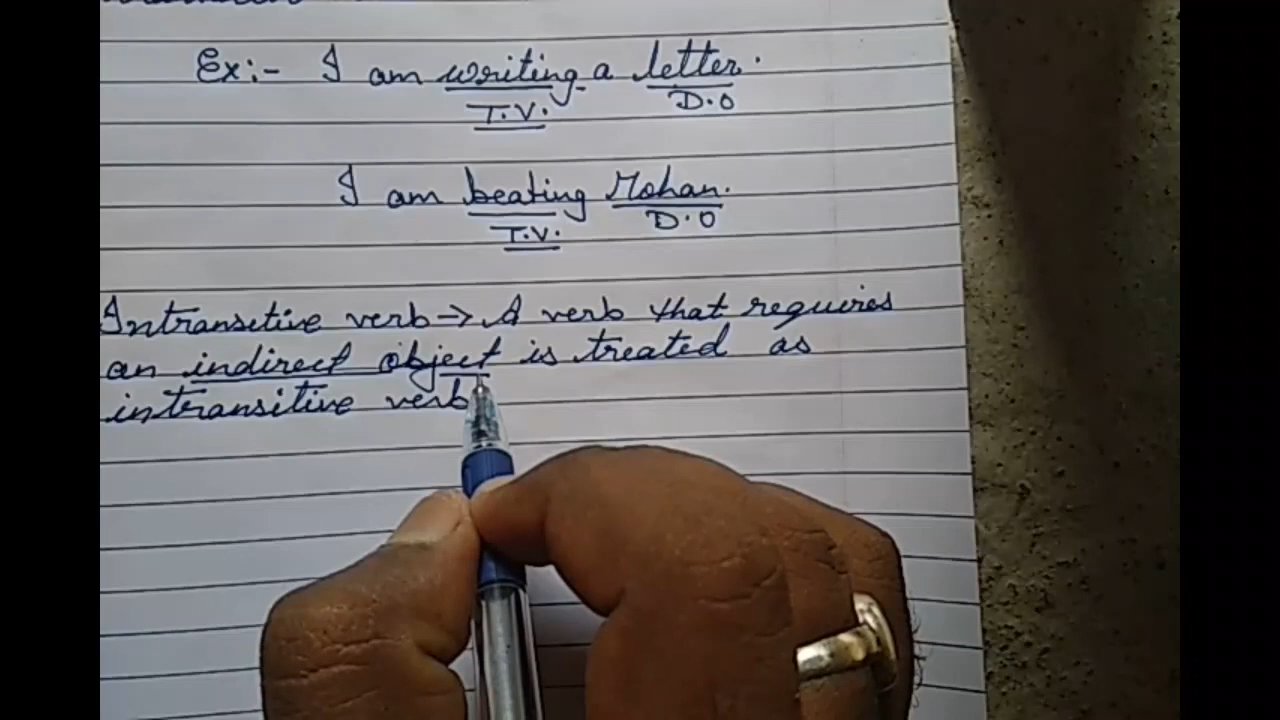 Ex:- I am writing a letter.
T.V. D.O
I am beating Mohan.
D.O
T.V.
Intransetive verb → A verb that requires
an indirect object is treated as
intransitive verb